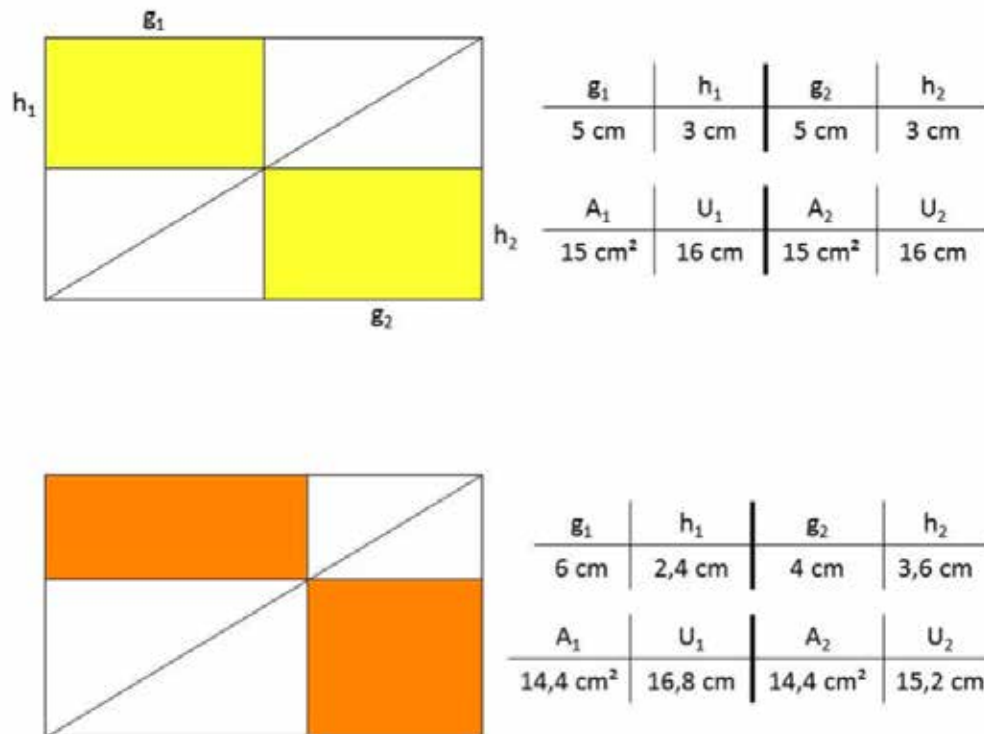 g₁
h₁
h₂
g₂
g₁ h₁ g₂ h₂
5 cm 3 cm 5 cm 3 cm
A₁ U₁ A₂ U₂
15 cm² 16 cm 15 cm² 16 cm
g₁ h₁ g₂ h₂
6 cm 2,4 cm 4 cm 3,6 cm
A₁ U₁ A₂ U₂
14,4 cm² 16,8 cm 14,4 cm² 15,2 cm